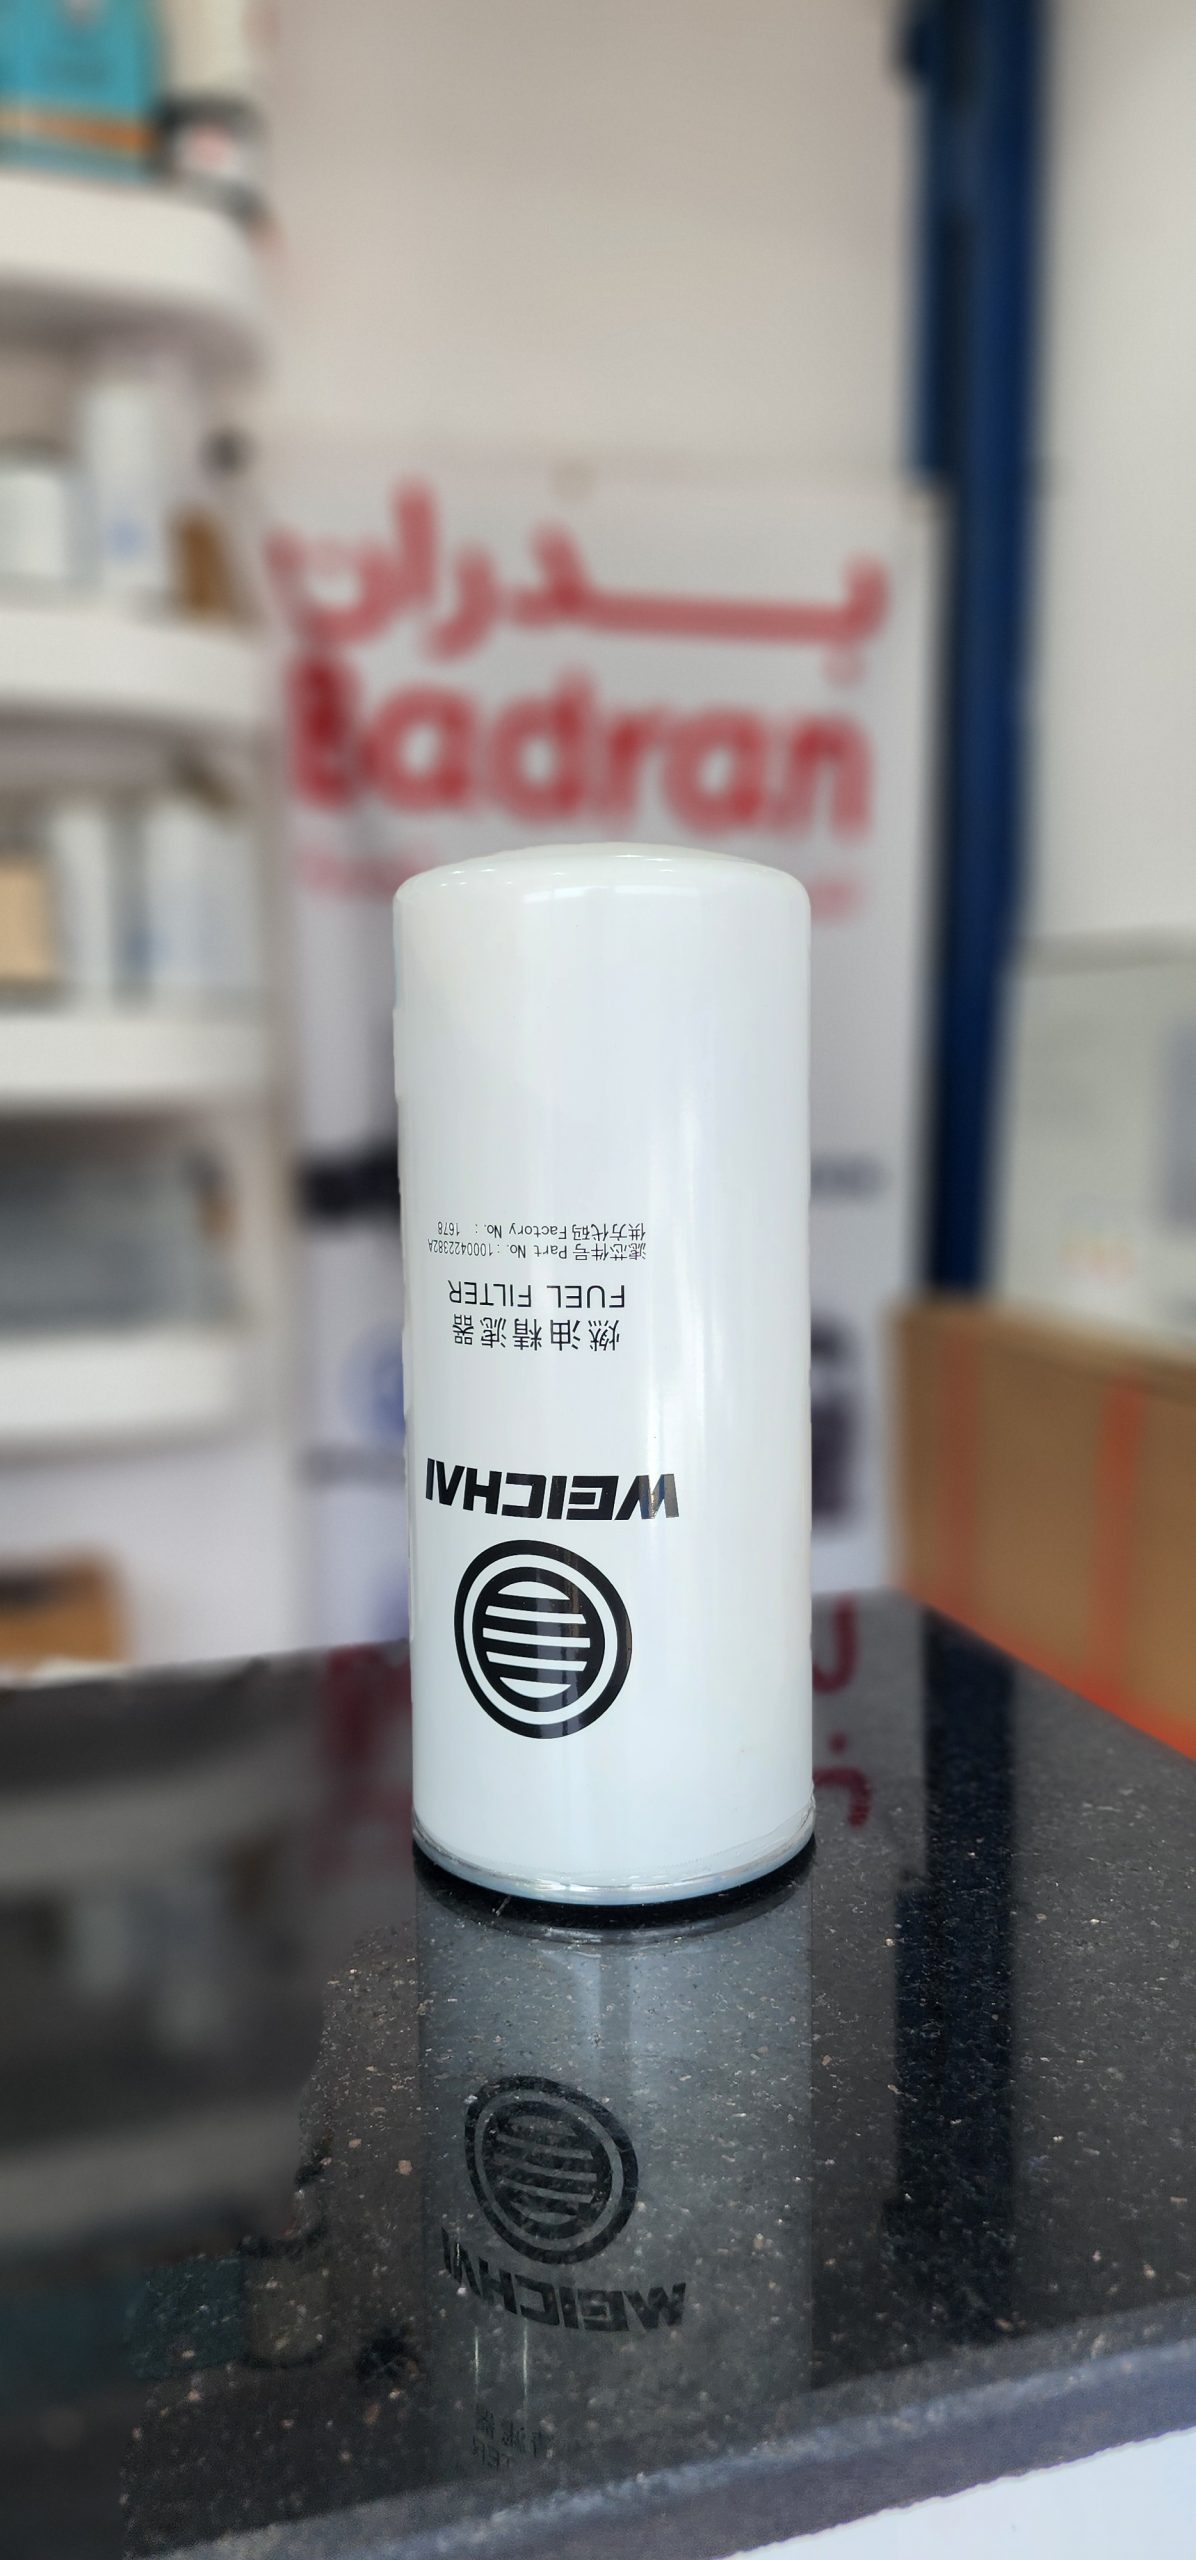 بدران
Badran
WEICHAI
燃油精滤器
FUEL FILTER
滤芯件号 Part No. : 1000422382A
供方代码 Factory No. : 1678